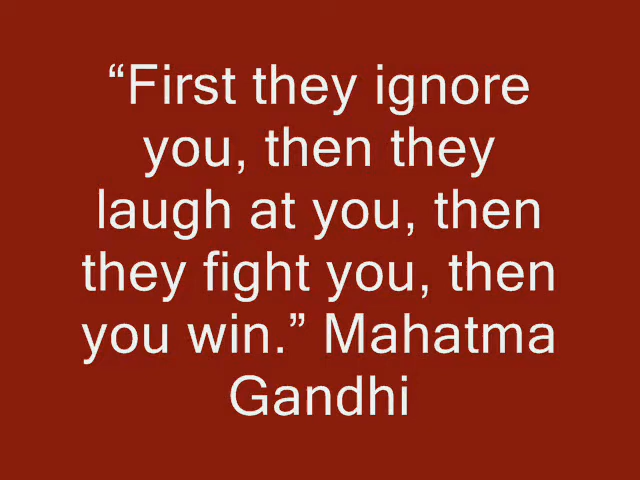 “First they ignore
you, then they
laugh at you, then
they fight you, then
you win.” Mahatma
Gandhi